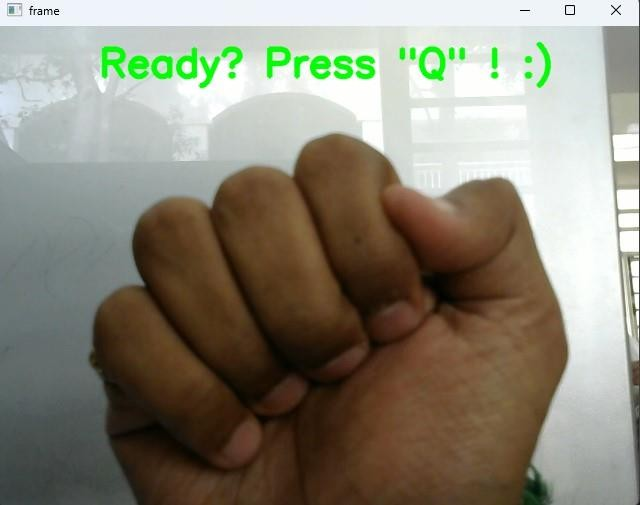 frame
Ready? Press "Q" ! :)